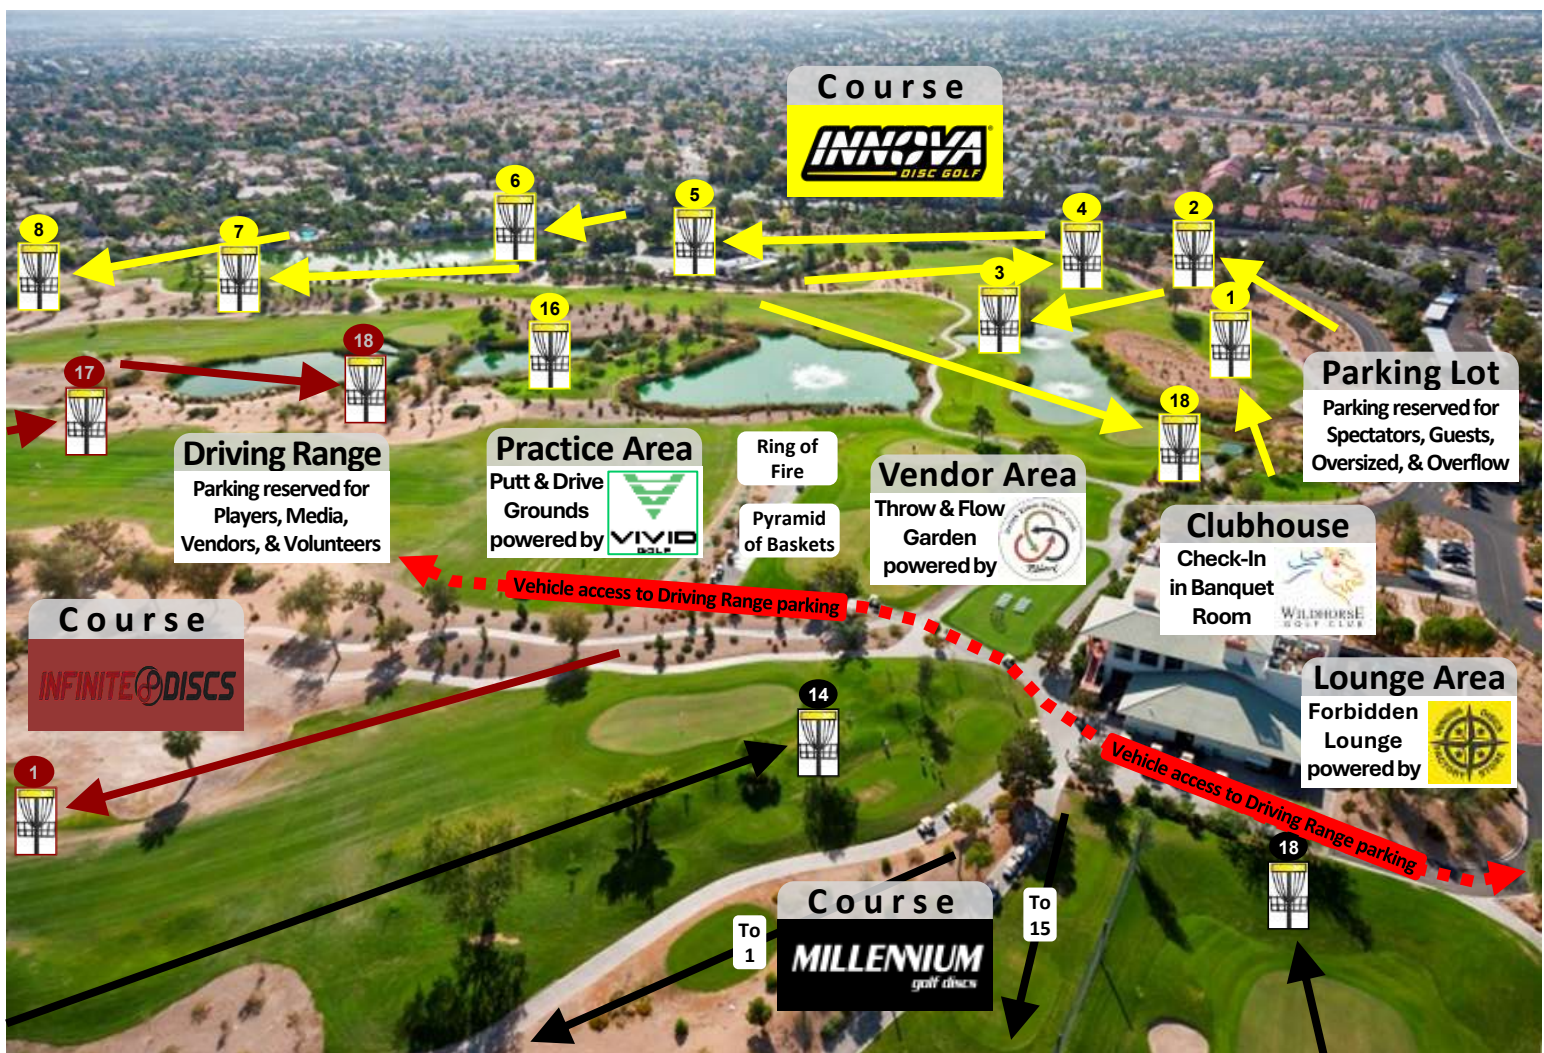 Course
INNOVA
DISC GOLF
6
5
4
2
8
7
3
1
16
18
17
18
Parking Lot
Parking reserved for
Spectators, Guests,
Oversized, & Overflow
Driving Range
Parking reserved for
Players, Media,
Vendors, & Volunteers
Practice Area
Putt & Drive
Grounds
powered by
VIVID
GOLF
Ring of
Fire
Pyramid
of Baskets
Vendor Area
Throw & Flow
Garden
powered by
Clubhouse
Check-In
in Banquet
Room
WILDHORSE
GOLF CLUB
Vehicle access to Driving Range parking
Course
INFINITE DISCS
Lounge Area
Forbidden
Lounge
powered by
14
1
Vehicle access to Driving Range parking
18
Course
MILLENNIUM
golf discs
To
1
To
15